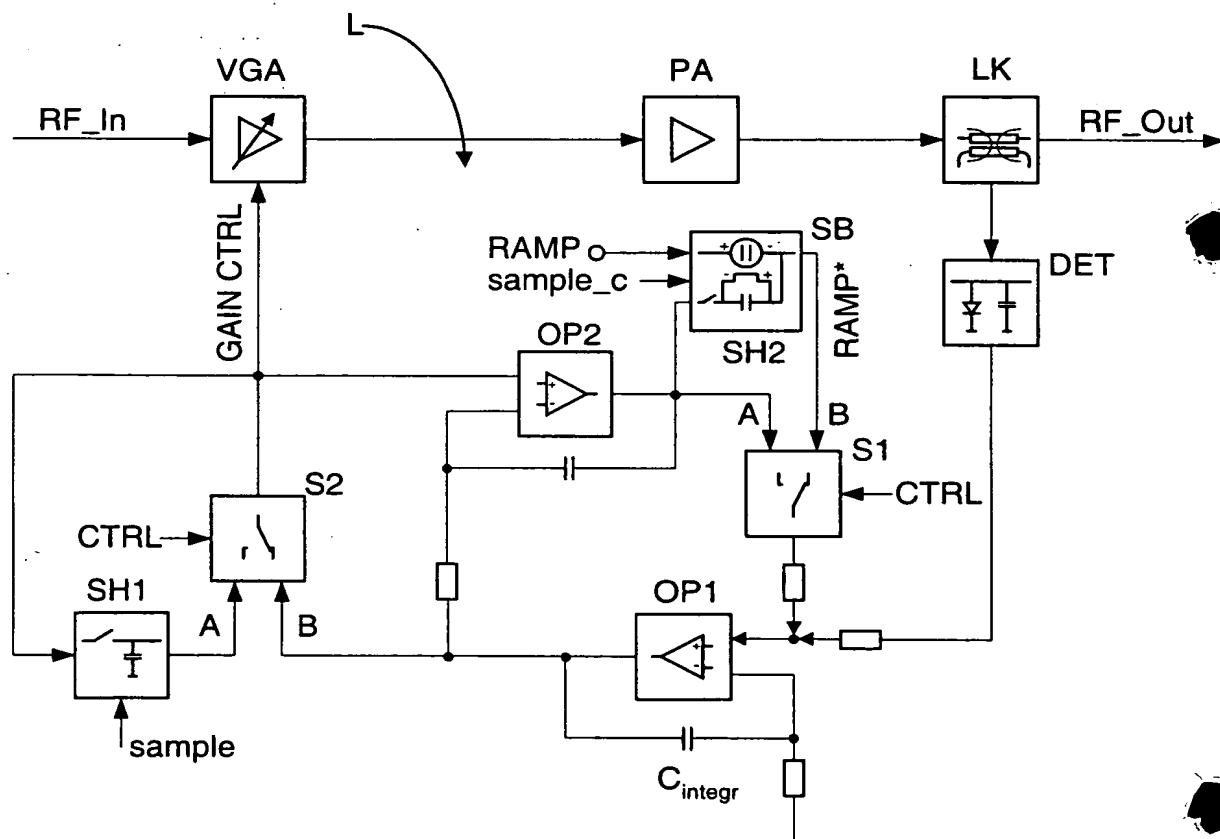 L
VGA
PA
LK
RF_In
RF_Out
GAIN CTRL
RAMP
sample_c
SB
RAMP*
DET
SH2
OP2
A
B
S1
CTRL
S2
CTRL
SH1
A
B
OP1
sample
Cintegr